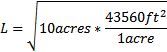 L = √(10acres * 43560ft²/1acre)